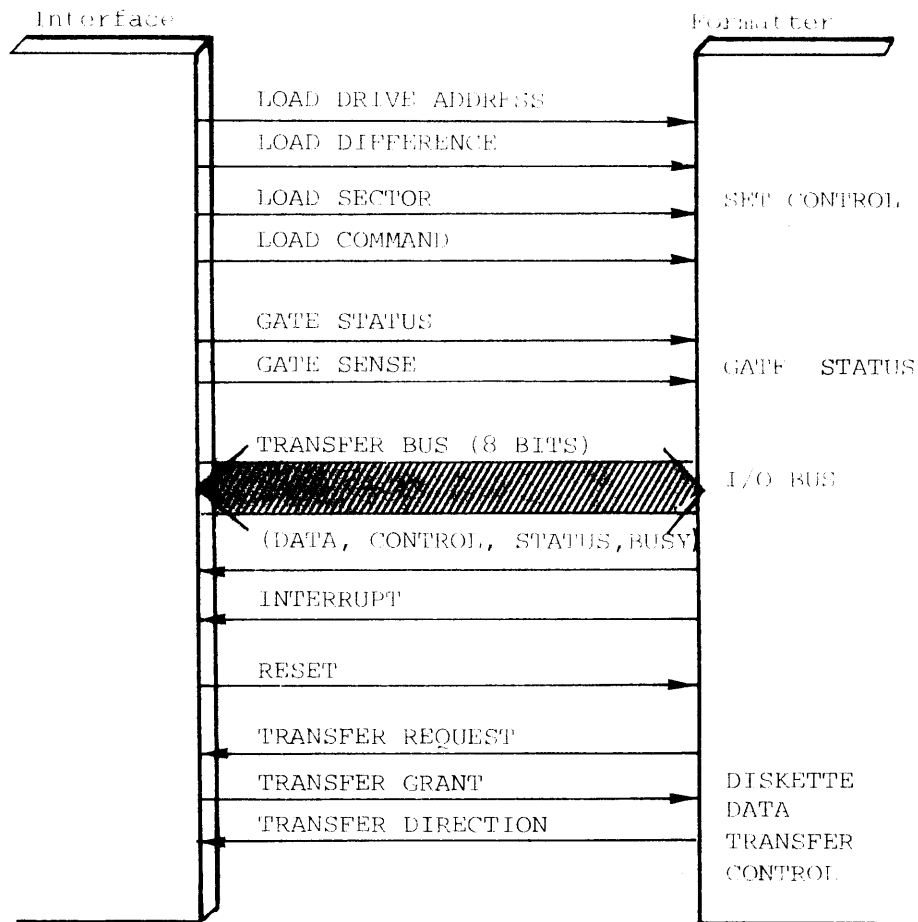 Interface
Formatter
LOAD DRIVE ADDRESS
LOAD DIFFERENCE
LOAD SECTOR
SET CONTROL
LOAD COMMAND
GATE STATUS
GATE SENSE
GATE STATUS
TRANSFER BUS (8 BITS)
I/O BUS
(DATA, CONTROL, STATUS,BUSY)
INTERRUPT
RESET
TRANSFER REQUEST
TRANSFER GRANT
TRANSFER DIRECTION
DISKETTE
DATA
TRANSFER
CONTROL